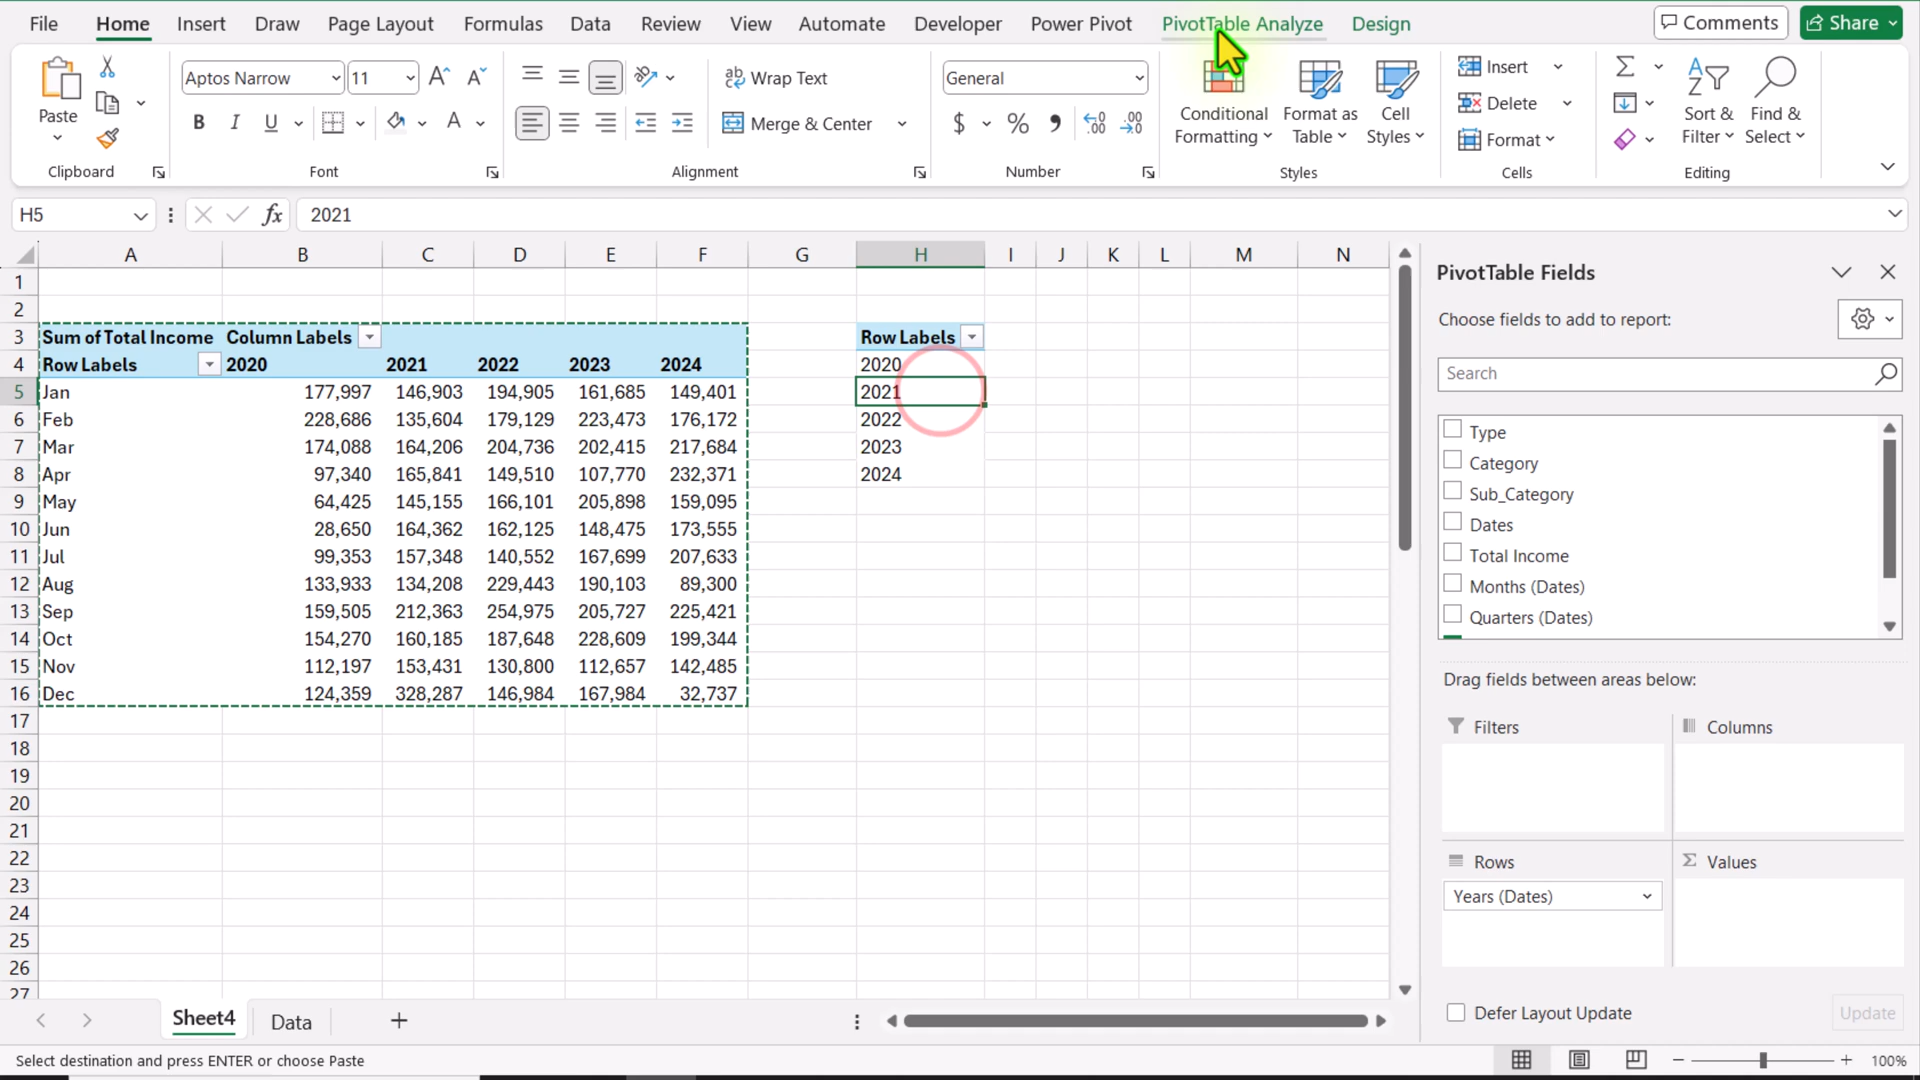 File Home Insert Draw Page Layout Formulas Data Review View Automate Developer Power Pivot PivotTable Analyze Design Comments Share
Paste
Clipboard
Aptos Narrow 11
B I U A
Font
Wrap Text
Merge & Center
Alignment
General
$ % 9
Number
Conditional Formatting
Format as Table
Cell Styles
Styles
Insert
Delete
Format
Cells
Sort & Filter
Find & Select
Editing
H5 fx 2021
A B C D E F G H I J K L M N
1
2
3 Sum of Total Income Column Labels Row Labels
4 Row Labels 2020 2021 2022 2023 2024 2020
5 Jan 177,997 146,903 194,905 161,685 149,401 2021
6 Feb 228,686 135,604 179,129 223,473 176,172 2022
7 Mar 174,088 164,206 204,736 202,415 217,684 2023
8 Apr 97,340 165,841 149,510 107,770 232,371 2024
9 May 64,425 145,155 166,101 205,898 159,095
10 Jun 28,650 164,362 162,125 148,475 173,555
11 Jul 99,353 157,348 140,552 167,699 207,633
12 Aug 133,933 134,208 229,443 190,103 89,300
13 Sep 159,505 212,363 254,975 205,727 225,421
14 Oct 154,270 160,185 187,648 228,609 199,344
15 Nov 112,197 153,431 130,800 112,657 142,485
16 Dec 124,359 328,287 146,984 167,984 32,737
17
18
19
20
21
22
23
24
25
26
27
PivotTable Fields
Choose fields to add to report:
Search
Type
Category
Sub_Category
Dates
Total Income
Months (Dates)
Quarters (Dates)
Drag fields between areas below:
Filters Columns
Rows Values
Years (Dates)
Defer Layout Update Update
Sheet4 Data
Select destination and press ENTER or choose Paste 100%